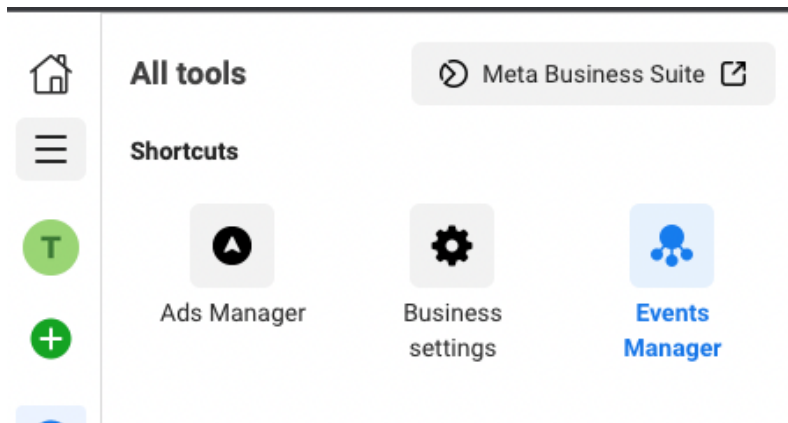 All tools
Meta Business Suite
Shortcuts
T
Ads Manager
Business
settings
Events
Manager